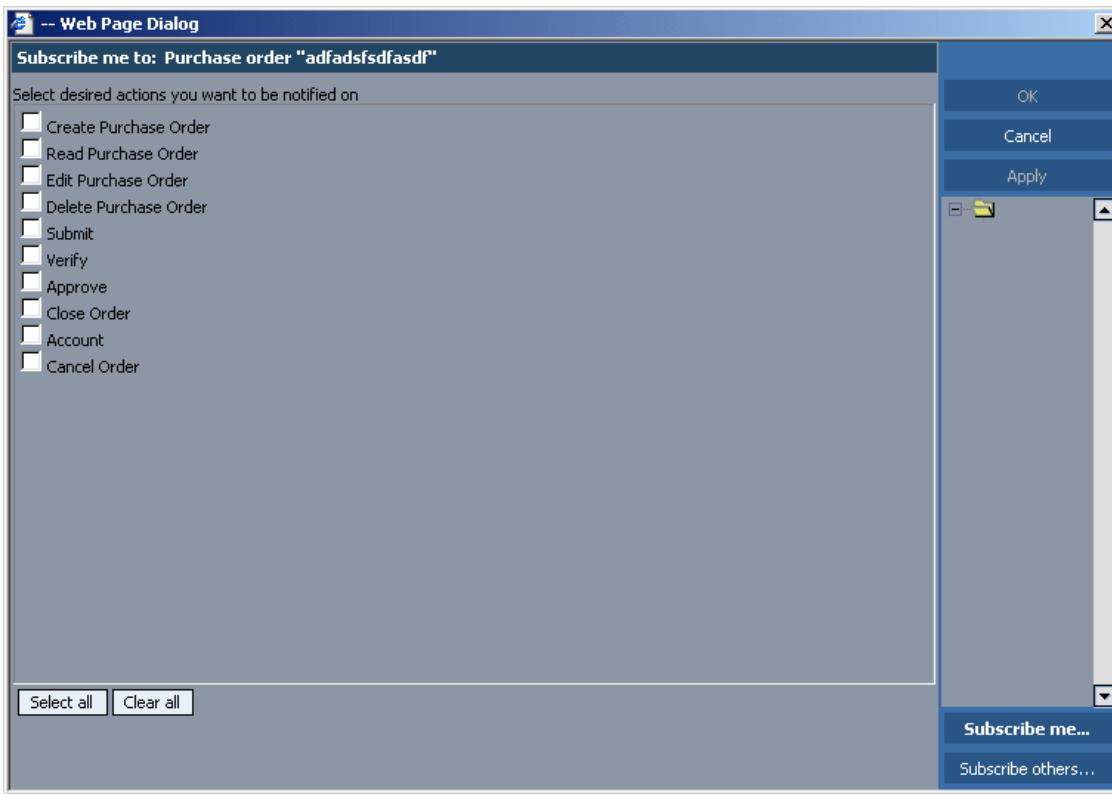 -- Web Page Dialog
Subscribe me to: Purchase order "adfadsfsdfasdf"
Select desired actions you want to be notified on
Create Purchase Order
Read Purchase Order
Edit Purchase Order
Delete Purchase Order
Submit
Verify
Approve
Close Order
Account
Cancel Order
Select all
Clear all
OK
Cancel
Apply
Subscribe me...
Subscribe others...